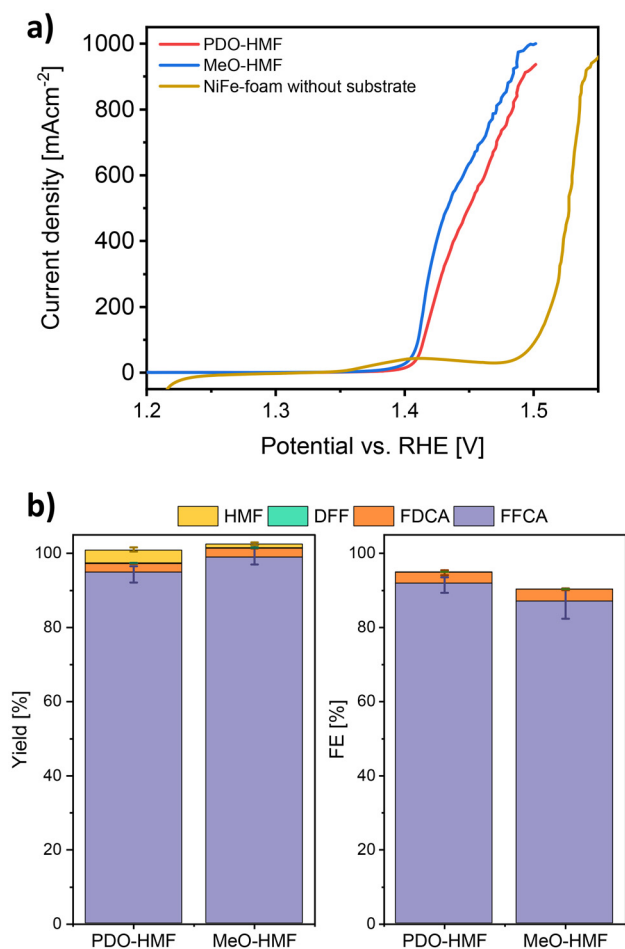 a)
1000
800
600
400
200
0
Current density [mAcm⁻²]
PDO-HMF
MeO-HMF
NiFe-foam without substrate
1.2 1.3 1.4 1.5
Potential vs. RHE [V]
b)
HMF DFF FDCA FFCA
100
80
60
40
20
0
Yield [%]
PDO-HMF MeO-HMF
100
80
60
40
20
0
FE [%]
PDO-HMF MeO-HMF